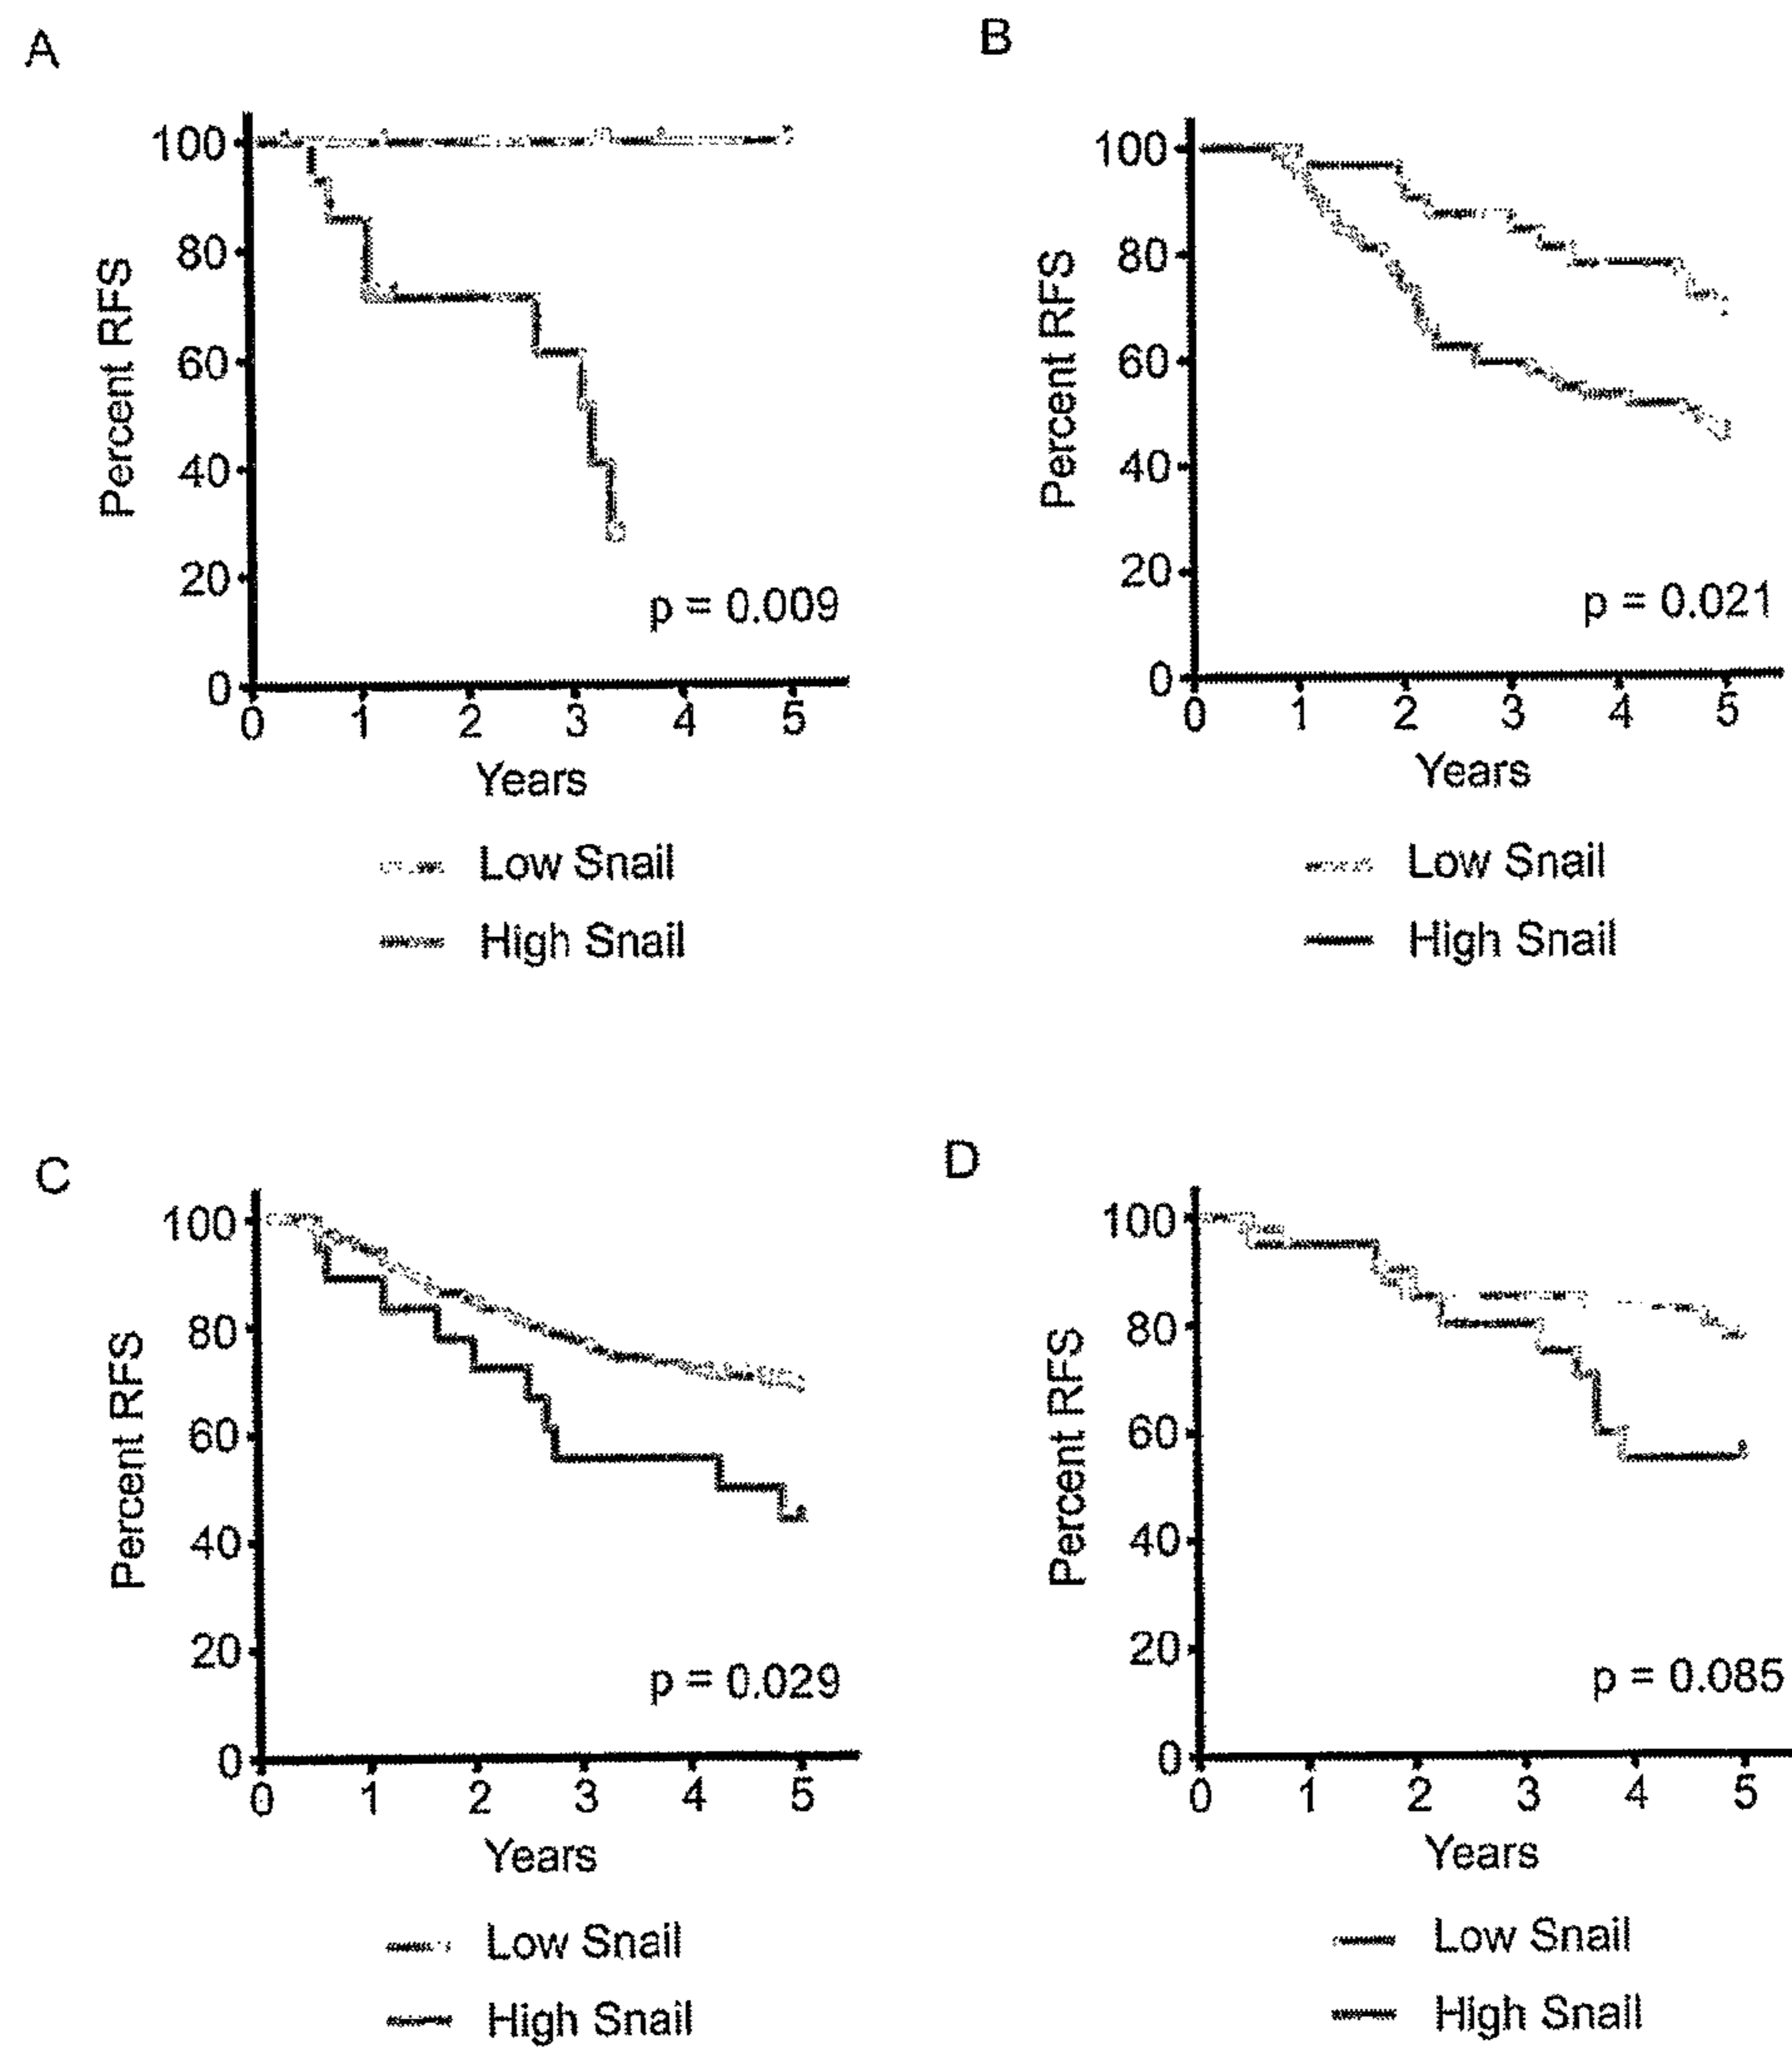 A
Percent RFS
100
80
60
40
20
0
p = 0.009
0 1 2 3 4 5
Years
Low Snail
High Snail
B
Percent RFS
100
80
60
40
20
0
p = 0.021
0 1 2 3 4 5
Years
Low Snail
High Snail
C
Percent RFS
100
80
60
40
20
0
p = 0.029
0 1 2 3 4 5
Years
Low Snail
High Snail
D
Percent RFS
100
80
60
40
20
0
p = 0.085
0 1 2 3 4 5
Years
Low Snail
High Snail